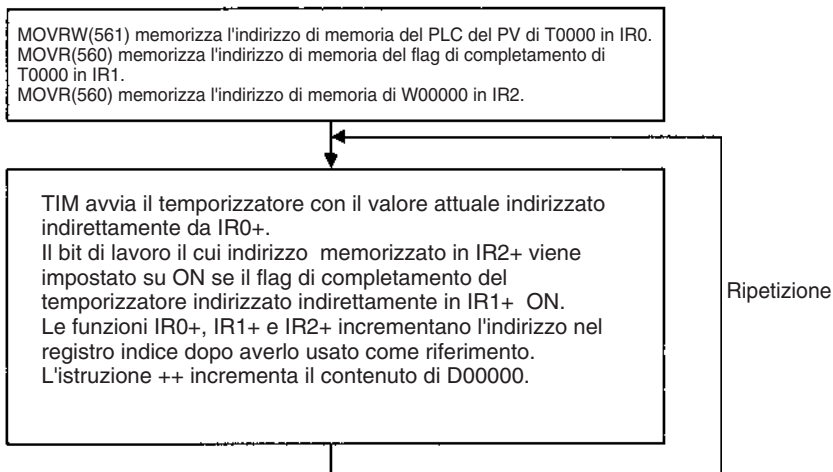 MOVRW(561) memorizza l'indirizzo di memoria del PLC del PV di T0000 in IR0.
MOVR(560) memorizza l'indirizzo di memoria del flag di completamento di
T0000 in IR1.
MOVR(560) memorizza l'indirizzo di memoria di W00000 in IR2.
TIM avvia il temporizzatore con il valore attuale indirizzato
indirettamente da IR0+.
Il bit di lavoro il cui indirizzo  memorizzato in IR2+ viene
impostato su ON se il flag di completamento del
temporizzatore indirizzato indirettamente in IR1+  ON.
Le funzioni IR0+, IR1+ e IR2+ incrementano l'indirizzo nel
registro indice dopo averlo usato come riferimento.
L'istruzione ++ incrementa il contenuto di D00000.
Ripetizione